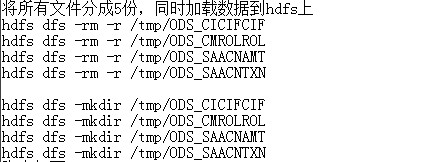 将所有文件分成5份，同时加载数据到hdfs上
hdfs dfs -rm -r /tmp/ODS_CICIFCIF
hdfs dfs -rm -r /tmp/ODS_CMROLROL
hdfs dfs -rm -r /tmp/ODS_SAACNAMT
hdfs dfs -rm -r /tmp/ODS_SAACNTXN

hdfs dfs -mkdir /tmp/ODS_CICIFCIF
hdfs dfs -mkdir /tmp/ODS_CMROLROL
hdfs dfs -mkdir /tmp/ODS_SAACNAMT
hdfs dfs -mkdir /tmp/ODS_SAACNTXN